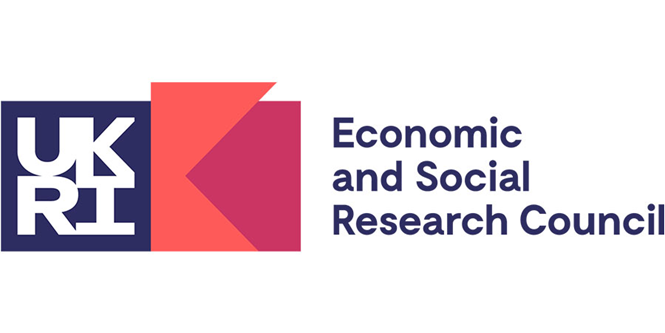 UK
RI
Economic
and Social
Research Council